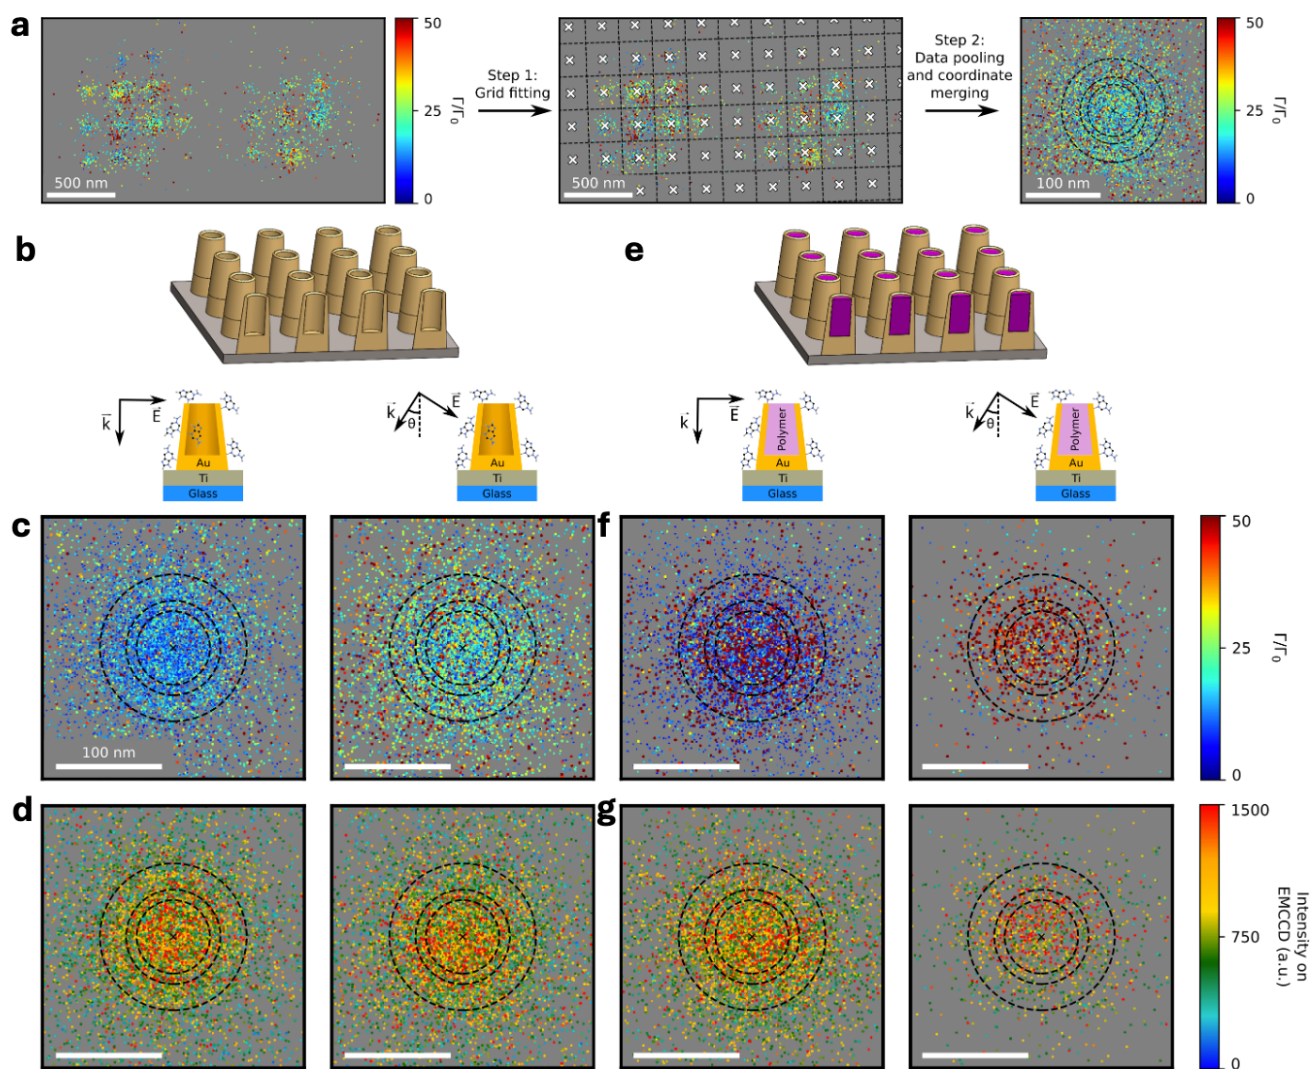 a
50
25
0
Γ/Γ0
500 nm
Step 1:
Grid fitting
500 nm
Step 2:
Data pooling
and coordinate
merging
100 nm
50
25
0
Γ/Γ0
b
k
E
Au
Ti
Glass
k
θ
E
Au
Ti
Glass
e
k
E
Polymer
Au
Ti
Glass
k
θ
E
Polymer
Au
Ti
Glass
c
100 nm
f
50
25
0
Γ/Γ0
d
g
1500
750
0
Intensity on
EMCCD (a.u.)